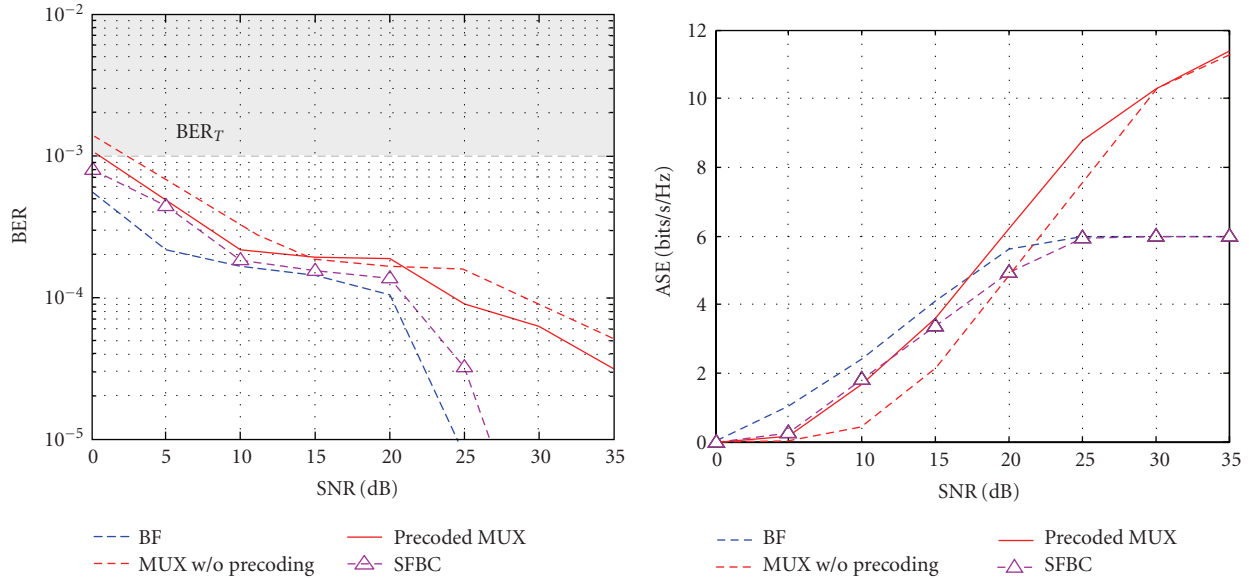 10⁻²
10⁻³
10⁻⁴
10⁻⁵
BER
BER_T
0 5 10 15 20 25 30 35
SNR (dB)
BF
MUX w/o precoding
Precoded MUX
SFBC
12
10
8
6
4
2
0
ASE (bits/s/Hz)
0 5 10 15 20 25 30 35
SNR (dB)
BF
MUX w/o precoding
Precoded MUX
SFBC